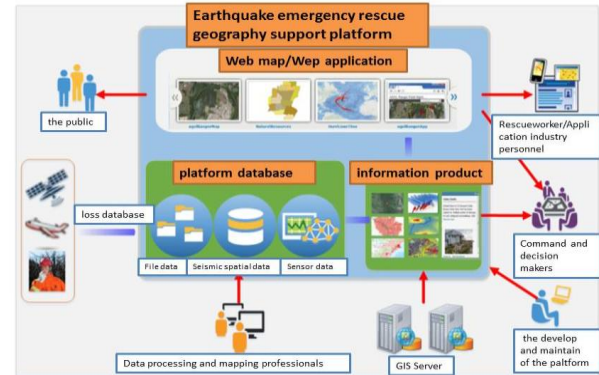 Earthquake emergency rescue
geography support platform
Web map/Wep application
the public
Rescueworker/Appli
cation industry
personnel
platform database
information product
loss database
File data
Seismic spatial data
Sensor data
Command and
decision
makers
Data processing and mapping professionals
GIS Server
the develop
and maintain
of the paltform